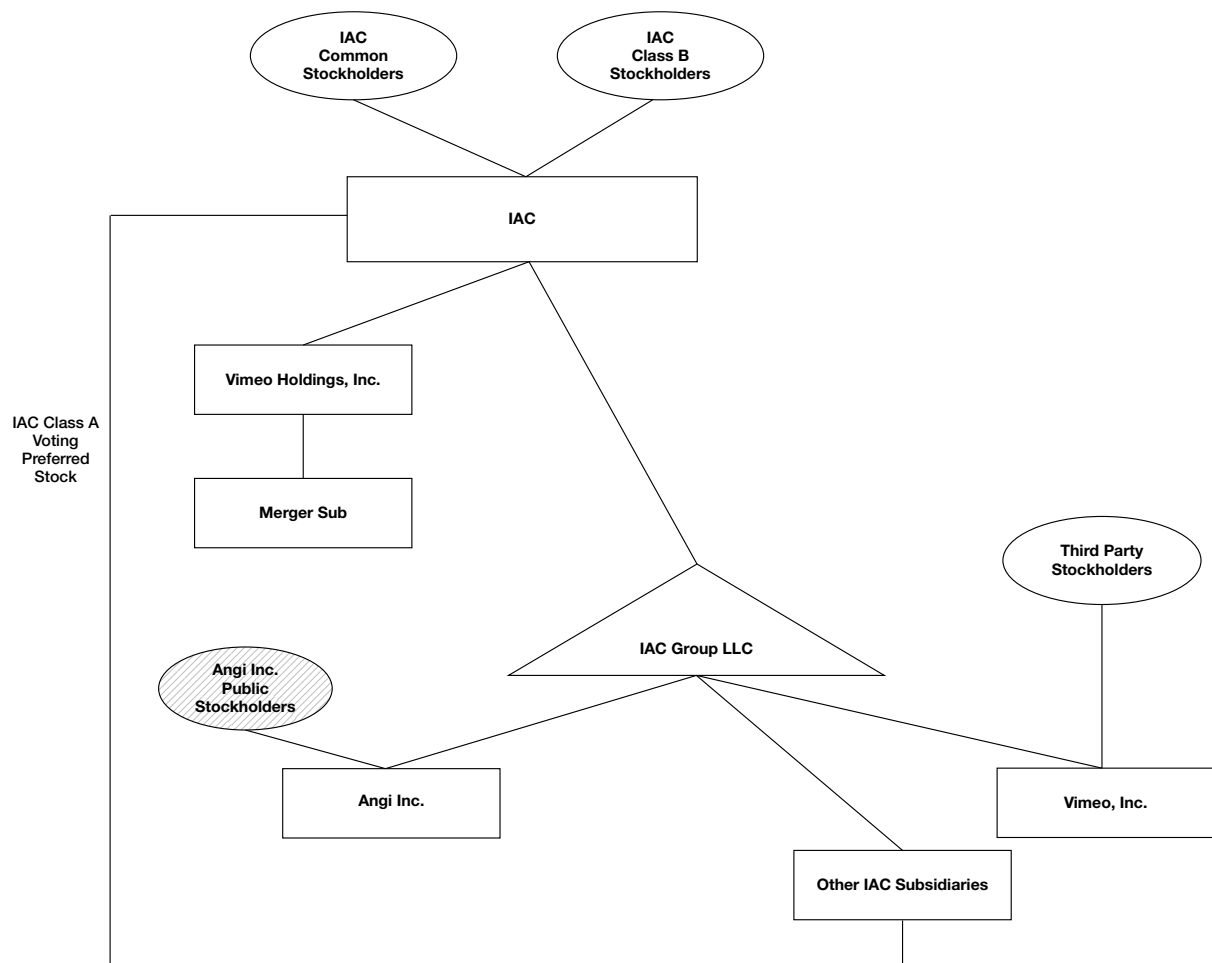 IAC
Common
Stockholders
IAC
Class B
Stockholders
IAC
Vimeo Holdings, Inc.
IAC Class A
Voting
Preferred
Stock
Merger Sub
Third Party
Stockholders
IAC Group LLC
Angi Inc.
Public
Stockholders
Angi Inc.
Vimeo, Inc.
Other IAC Subsidiaries